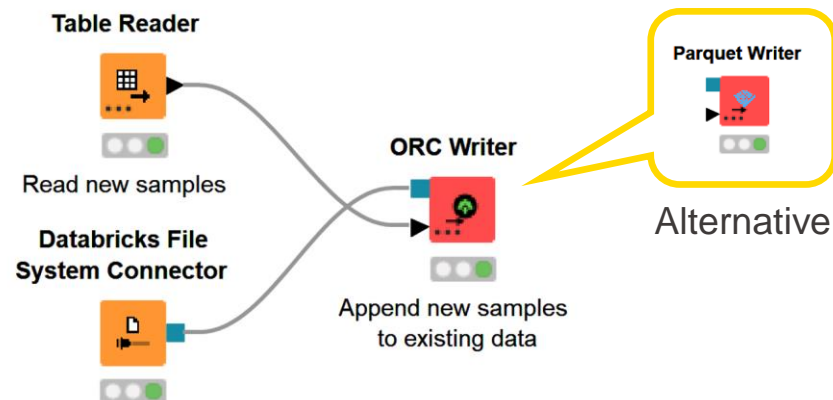 Table Reader
Read new samples
Databricks File
System Connector
ORC Writer
Append new samples
to existing data
Parquet Writer
Alternative